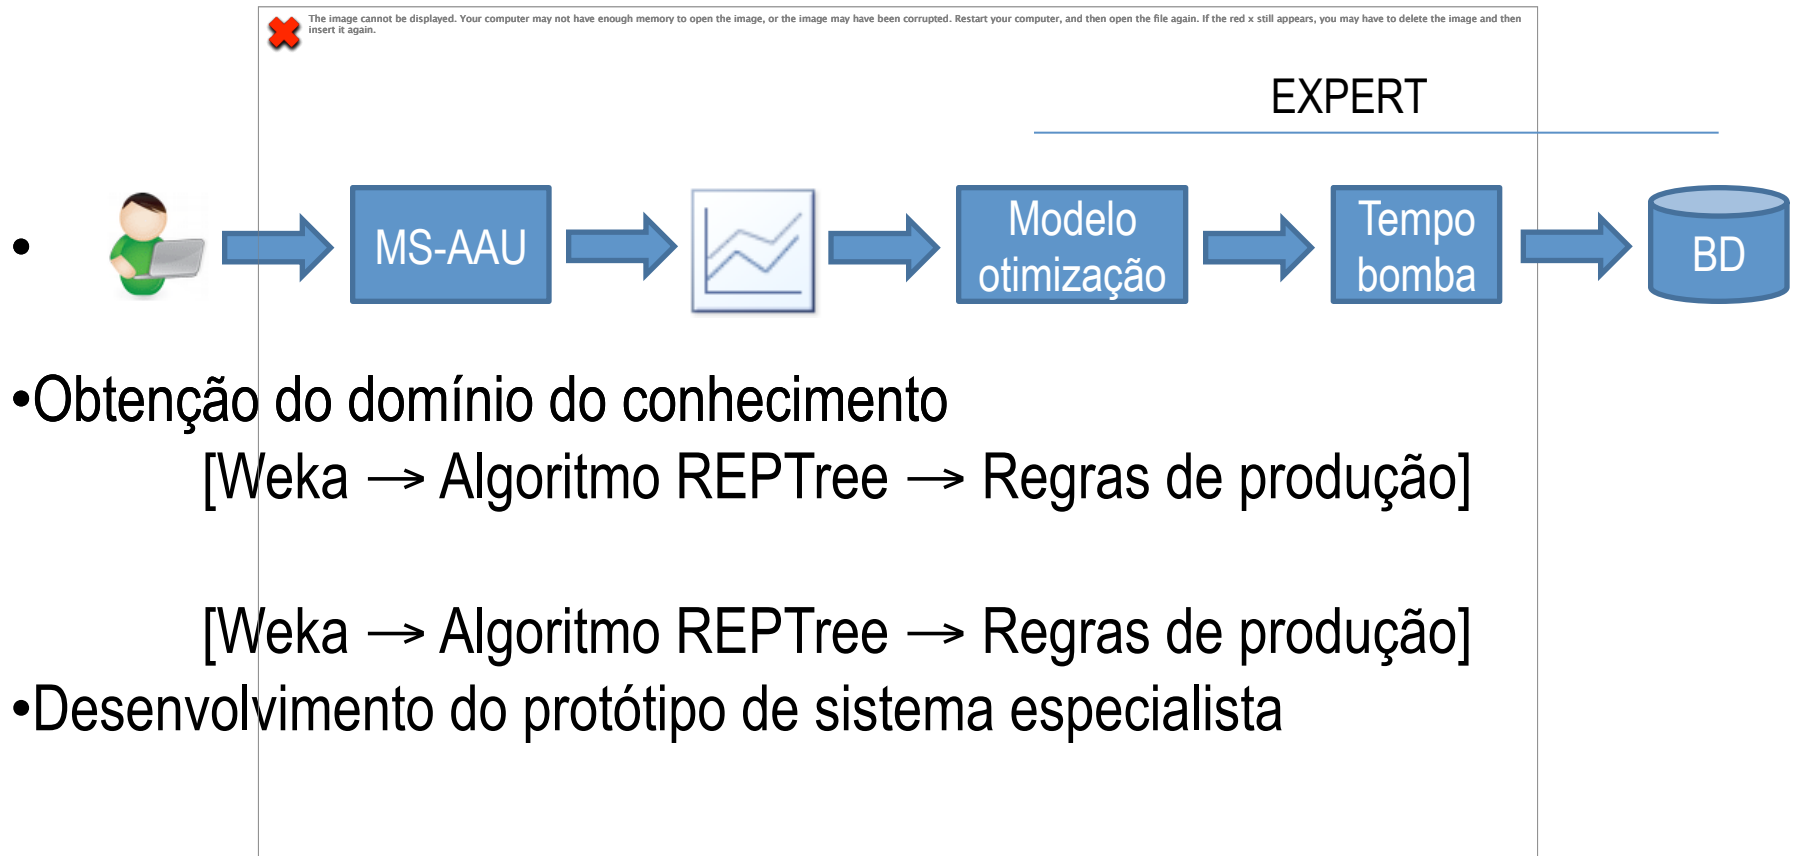 The image cannot be displayed. Your computer may not have enough memory to open the image, or the image may have been corrupted. Restart your computer, and then open the file again. If the red x still appears, you may have to delete the image and then
insert it again.
EXPERT
•
MS-AAU
Modelo
otimização
Tempo
bomba
BD
•Obtenção do domínio do conhecimento
[Weka → Algoritmo REPTree → Regras de produção]
[Weka → Algoritmo REPTree → Regras de produção]
•Desenvolvimento do protótipo de sistema especialista